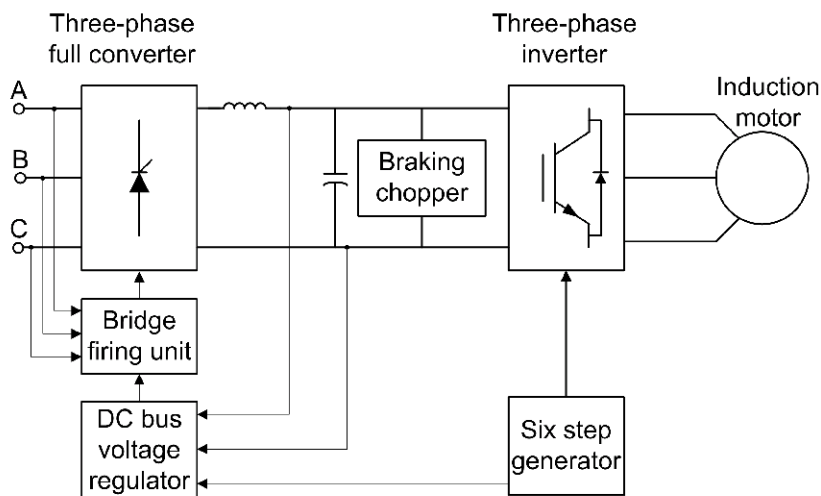 Three-phase
full converter
Three-phase
inverter
Induction
motor
A
B
C
Braking
chopper
Bridge
firing unit
DC bus
voltage
regulator
Six step
generator